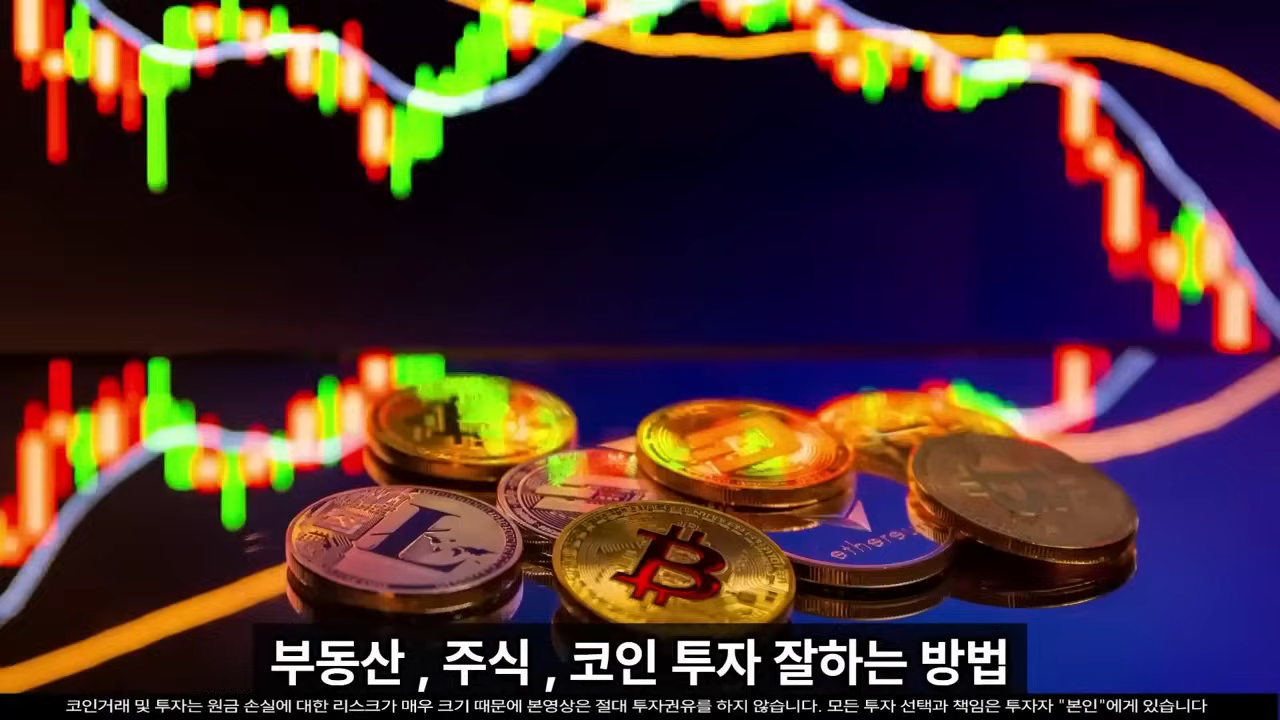 ethere
부동산 , 주식 , 코인 투자 잘하는 방법
코인거래 및 투자는 원금 손실에 대한 리스크가 매우 크기 때문에 본영상은 절대 투자권유를 하지 않습니다. 모든 투자 선택과 책임은 투자자 "본인"에게 있습니다